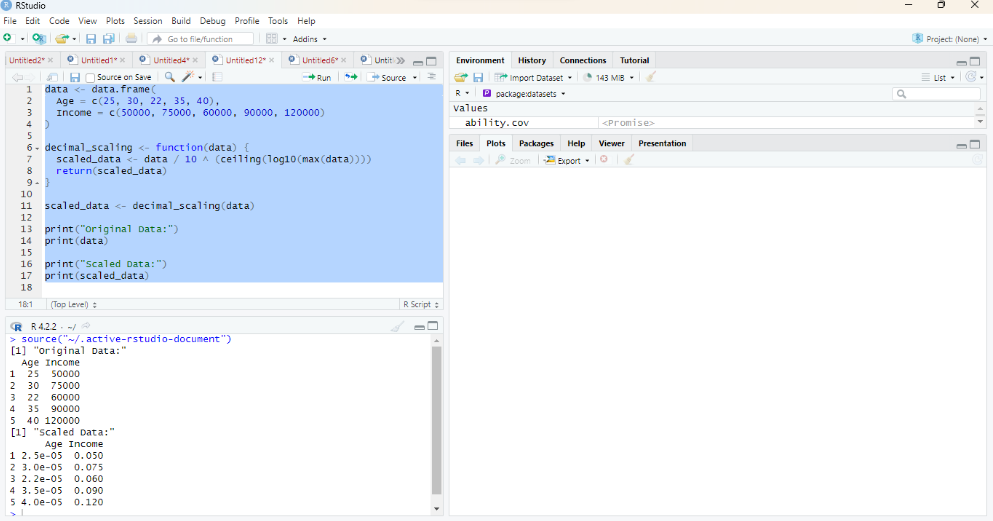 RStudio
File Edit Code View Plots Session Build Debug Profile Tools Help
Go to file/function Addins Project: (None)
Untitled2* Untitled1* Untitled4* Untitled12* Untitled6* Untit
Source on Save Run Source
1 data <- data.frame(
2 Age = c(25, 30, 22, 35, 40),
3 Income = c(50000, 75000, 60000, 90000, 120000)
4 )
5
6 decimal_scaling <- function(data) {
7 scaled_data <- data / 10 ^ (ceiling(log10(max(data))))
8 return(scaled_data)
9 }
10
11 scaled_data <- decimal_scaling(data)
12
13 print("Original Data:")
14 print(data)
15
16 print("Scaled Data:")
17 print(scaled_data)
18
18:1 (Top Level) R Script
R 4.2.2 · ~/
> source("~/.active-rstudio-document")
[1] "Original Data:"
Age Income
1 25 50000
2 30 75000
3 22 60000
4 35 90000
5 40 120000
[1] "Scaled Data:"
Age Income
1 2.5e-05 0.050
2 3.0e-05 0.075
3 2.2e-05 0.060
4 3.5e-05 0.090
5 4.0e-05 0.120
>
Environment History Connections Tutorial
Import Dataset 143 MiB List
R package:datasets
Values
ability.cov <Promise>
Files Plots Packages Help Viewer Presentation
Zoom Export